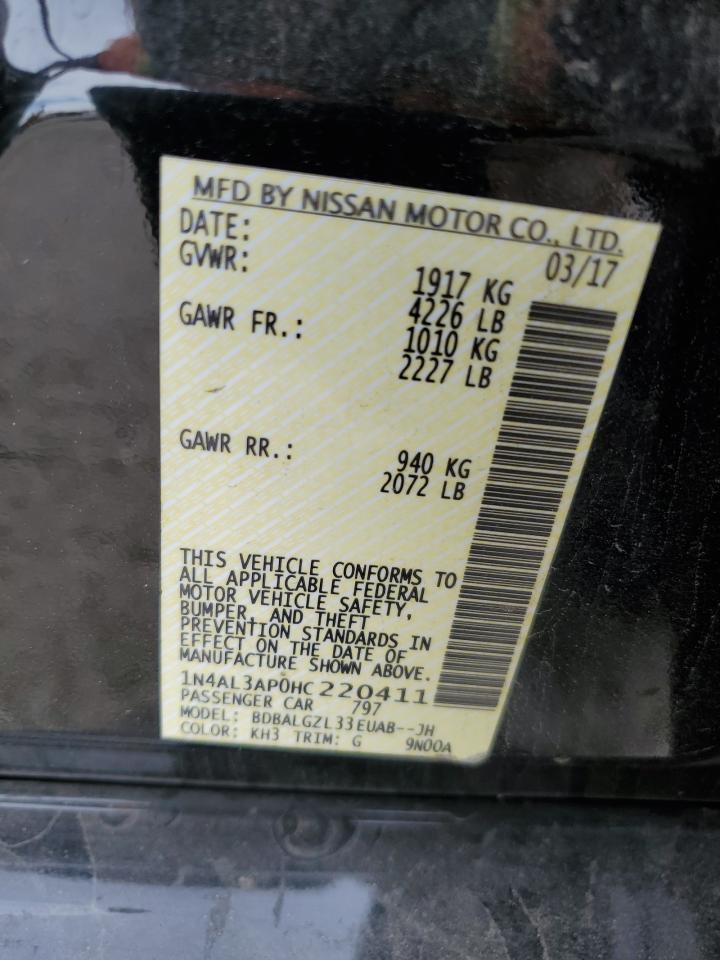 MFD BY NISSAN MOTOR CO., LTD.
DATE: 03/17
GVWR: 1917 KG
4226 LB
GAWR FR.: 1010 KG
2227 LB
GAWR RR.: 940 KG
2072 LB
THIS VEHICLE CONFORMS TO
ALL APPLICABLE FEDERAL
MOTOR VEHICLE SAFETY,
BUMPER, AND THEFT
PREVENTION STANDARDS IN
EFFECT ON THE DATE OF
MANUFACTURE SHOWN ABOVE.
1N4AL3AP0HC220411
PASSENGER CAR 797
MODEL: BDBALGZL33EUAB--JH
COLOR: KH3 TRIM: G 9N00A